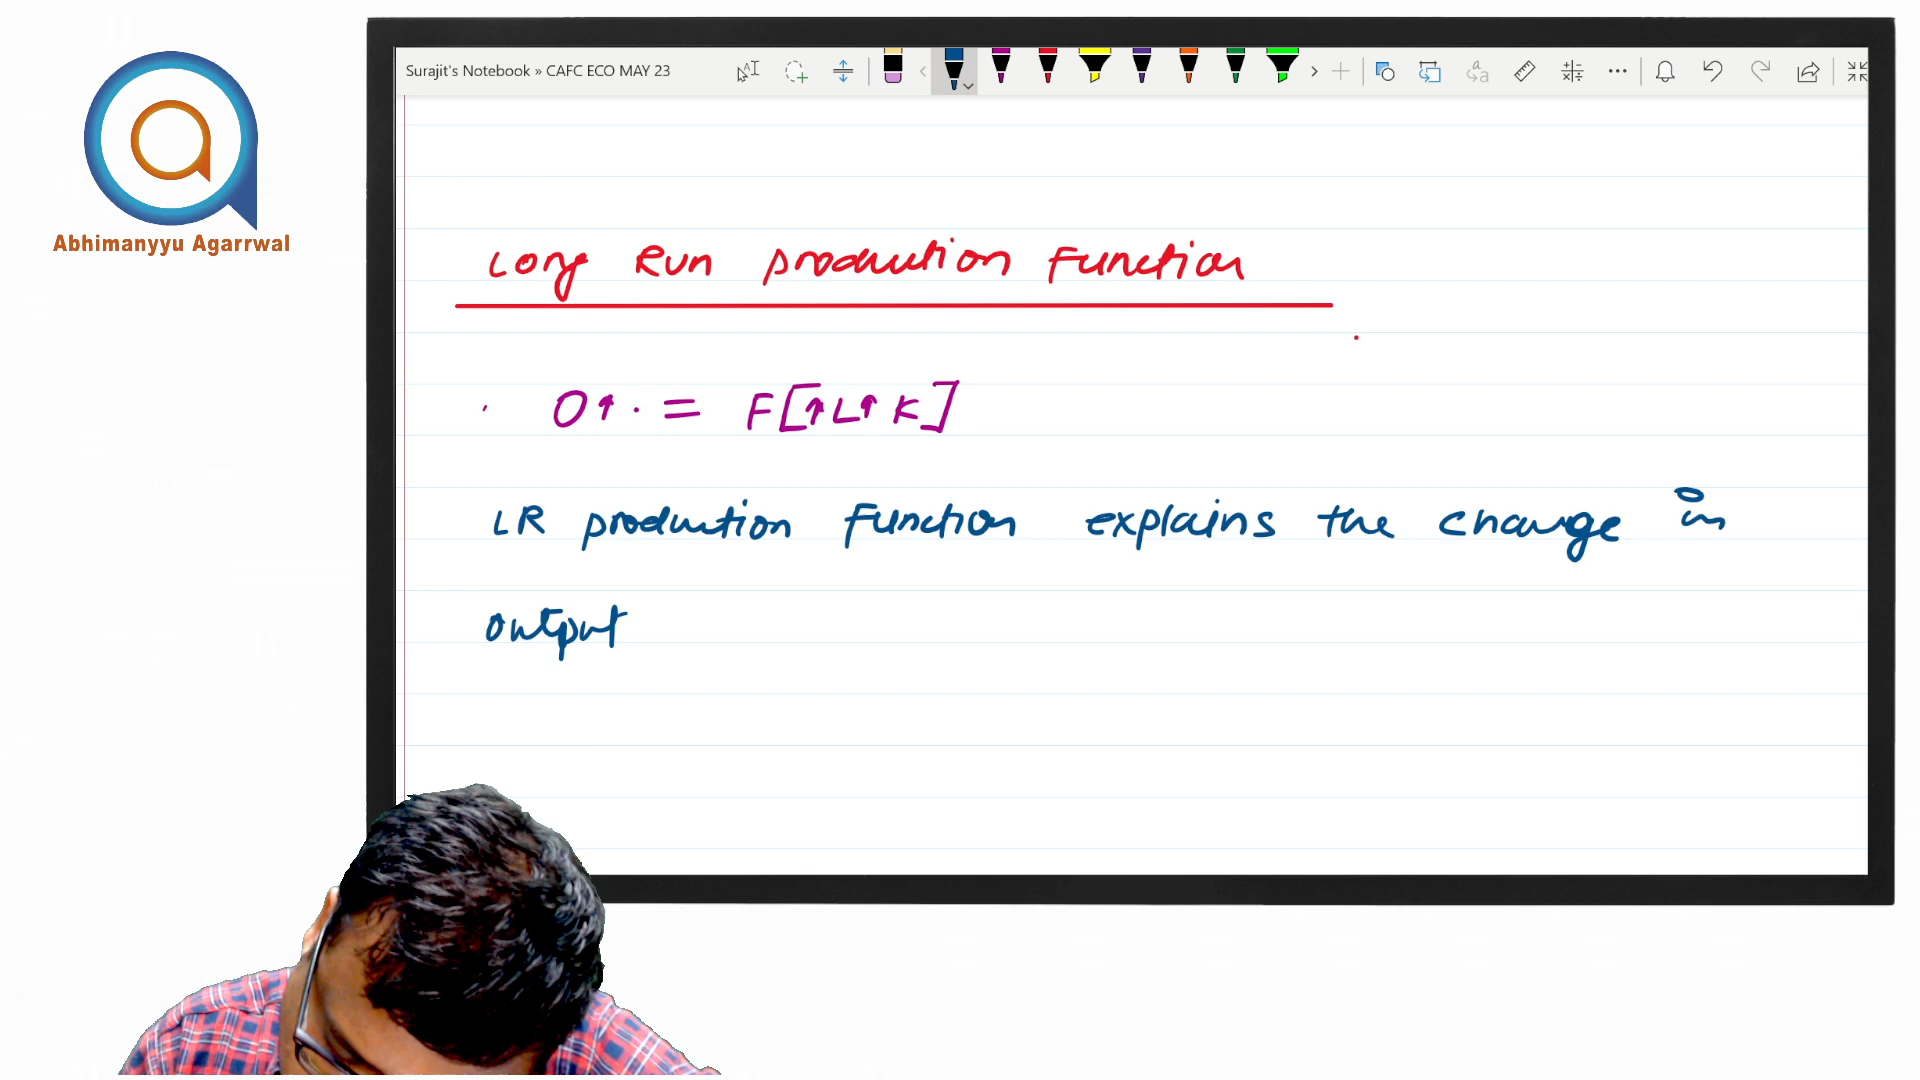 Surajit's Notebook » CAFC ECO MAY 23
Abhimanyyu Agarrwal
Long Run production Function
O↑ . = F[↑L↑K]
LR production Function explains the change in
output